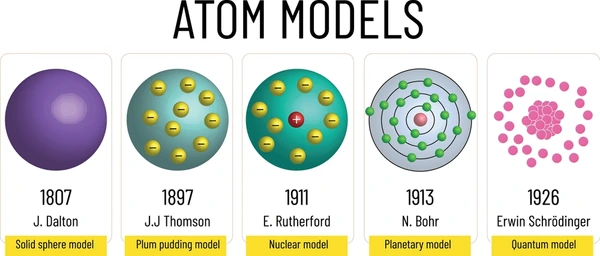 ATOM MODELS
1807
J. Dalton
Solid sphere model
1897
J.J Thomson
Plum pudding model
1911
E. Rutherford
Nuclear model
1913
N. Bohr
Planetary model
1926
Erwin Schrödinger
Quantum model